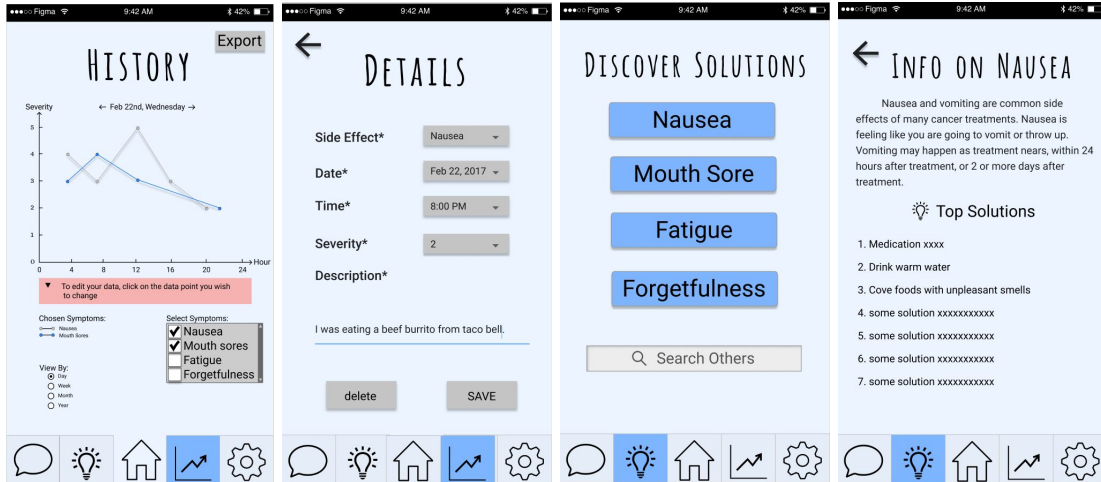 Figma 9:42 AM 42%
Export
HISTORY
Severity ← Feb 22nd, Wednesday →
5
4
3
2
1
0
0 4 8 12 16 20 24 Hour
▼ To edit your data, click on the data point you wish
to change
Chosen Symptoms:
Nausea
Mouth Sores
Select Symptoms:
Nausea
Mouth sores
Fatigue
Forgetfulness
View By:
Day
Week
Month
Year
Figma 9:42 AM 42%
DETAILS
Side Effect* Nausea
Date* Feb 22, 2017
Time* 8:00 PM
Severity* 2
Description*
I was eating a beef burrito from taco bell.
delete SAVE
Figma 9:42 AM 42%
DISCOVER SOLUTIONS
Nausea
Mouth Sore
Fatigue
Forgetfulness
Search Others
Figma 9:42 AM 42%
INFO ON NAUSEA
Nausea and vomiting are common side
effects of many cancer treatments. Nausea is
feeling like you are going to vomit or throw up.
Vomiting may happen as treatment nears, within 24
hours after treatment, or 2 or more days after
treatment.
Top Solutions
1. Medication xxxx
2. Drink warm water
3. Cove foods with unpleasant smells
4. some solution xxxxxxxxxxx
5. some solution xxxxxxxxxxx
6. some solution xxxxxxxxxxx
7. some solution xxxxxxxxxxx